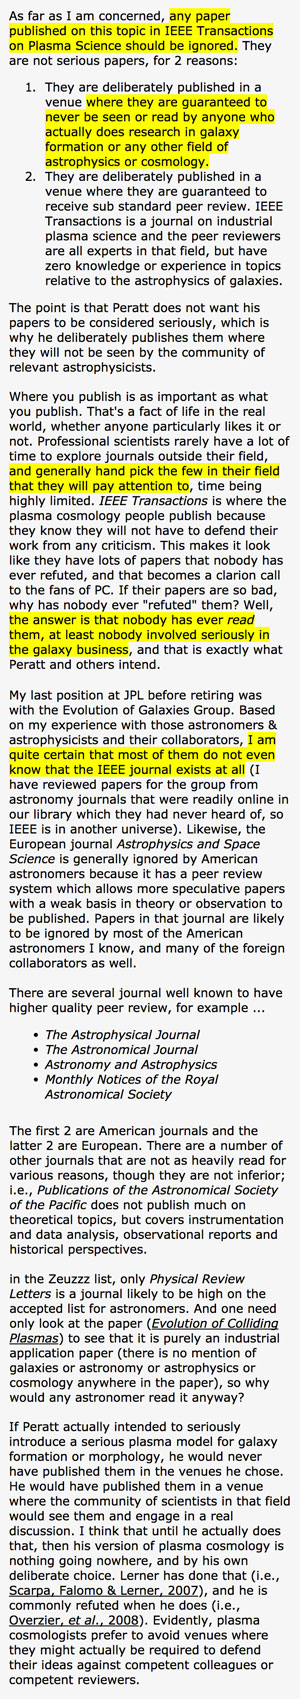 As far as I am concerned, any paper
published on this topic in IEEE Transactions
on Plasma Science should be ignored. They
are not serious papers, for 2 reasons:
1. They are deliberately published in a
venue where they are guaranteed to
never be seen or read by anyone who
actually does research in galaxy
formation or any other field of
astrophysics or cosmology.
2. They are deliberately published in a
venue where they are guaranteed to
receive sub standard peer review. IEEE
Transactions is a journal on industrial
plasma science and the peer reviewers
are all experts in that field, but have
zero knowledge or experience in topics
relative to the astrophysics of galaxies.
The point is that Peratt does not want his
papers to be considered seriously, which is
why he deliberately publishes them where
they will not be seen by the community of
relevant astrophysicists.
Where you publish is as important as what
you publish. That's a fact of life in the real
world, whether anyone particularly likes it or
not. Professional scientists rarely have a lot of
time to explore journals outside their field,
and generally hand pick the few in their field
that they will pay attention to, time being
highly limited. IEEE Transactions is where the
plasma cosmology people publish because
they know they will not have to defend their
work from any criticism. This makes it look
like they have lots of papers that nobody has
ever refuted, and that becomes a clarion call
to the fans of PC. If their papers are so bad,
why has nobody ever "refuted" them? Well,
the answer is that nobody has ever read
them, at least nobody involved seriously in
the galaxy business, and that is exactly what
Peratt and others intend.
My last position at JPL before retiring was
with the Evolution of Galaxies Group. Based
on my experience with those astronomers &
astrophysicists and their collaborators, I am
quite certain that most of them do not even
know that the IEEE journal exists at all (I
have reviewed papers for the group from
astronomy journals that were readily online in
our library which they had never heard of, so
IEEE is in another universe). Likewise, the
European journal Astrophysics and Space
Science is generally ignored by American
astronomers because it has a peer review
system which allows more speculative papers
with a weak basis in theory or observation to
be published. Papers in that journal are likely
to be ignored by most of the American
astronomers I know, and many of the foreign
collaborators as well.
There are several journal well known to have
higher quality peer review, for example ...
• The Astrophysical Journal
• The Astronomical Journal
• Astronomy and Astrophysics
• Monthly Notices of the Royal
Astronomical Society
The first 2 are American journals and the
latter 2 are European. There are a number of
other journals that are not as heavily read for
various reasons, though they are not inferior;
i.e., Publications of the Astronomical Society
of the Pacific does not publish much on
theoretical topics, but covers instrumentation
and data analysis, observational reports and
historical perspectives.
in the Zeuzzz list, only Physical Review
Letters is a journal likely to be high on the
accepted list for astronomers. And one need
only look at the paper (Evolution of Colliding
Plasmas) to see that it is purely an industrial
application paper (there is no mention of
galaxies or astronomy or astrophysics or
cosmology anywhere in the paper), so why
would any astronomer read it anyway?
If Peratt actually intended to seriously
introduce a serious plasma model for galaxy
formation or morphology, he would never
have published them in the venues he chose.
He would have published them in a venue
where the community of scientists in that field
would see them and engage in a real
discussion. I think that until he actually does
that, then his version of plasma cosmology is
nothing going nowhere, and by his own
deliberate choice. Lerner has done that (i.e.,
Scarpa, Falomo & Lerner, 2007), and he is
commonly refuted when he does (i.e.,
Overzier, et al., 2008). Evidently, plasma
cosmologists prefer to avoid venues where
they might actually be required to defend
their ideas against competent colleagues or
competent reviewers.